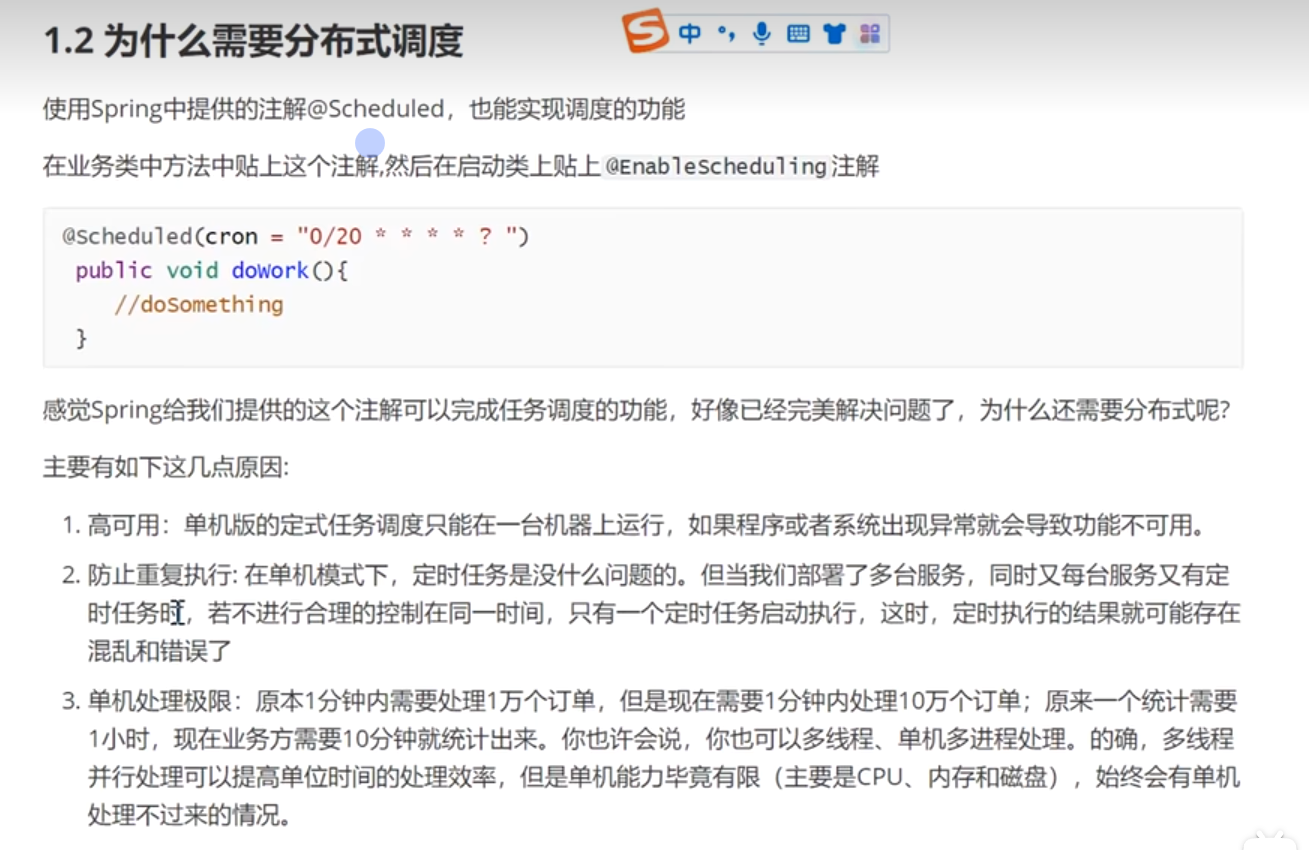 1.2 为什么需要分布式调度
S 中
使用Spring中提供的注解@Scheduled，也能实现调度的功能
在业务类中方法中贴上这个注解,然后在启动类上贴上@EnableScheduling注解
@Scheduled(cron = "0/20 * * * * ? ")
public void doWork(){
//doSomething
}
感觉Spring给我们提供的这个注解可以完成任务调度的功能，好像已经完美解决问题了，为什么还需要分布式呢?
主要有如下这几点原因:
1. 高可用：单机版的定式任务调度只能在一台机器上运行，如果程序或者系统出现异常就会导致功能不可用。
2. 防止重复执行: 在单机模式下，定时任务是没什么问题的。但当我们部署了多台服务，同时又每台服务又有定
时任务时，若不进行合理的控制在同一时间，只有一个定时任务启动执行，这时，定时执行的结果就可能存在
混乱和错误了
3. 单机处理极限：原本1分钟内需要处理1万个订单，但是现在需要1分钟内处理10万个订单；原来一个统计需要
1小时，现在业务方需要10分钟就统计出来。你也许会说，你也可以多线程、单机多进程处理。的确，多线程
并行处理可以提高单位时间的处理效率，但是单机能力毕竟有限（主要是CPU、内存和磁盘），始终会有单机
处理不过来的情况。